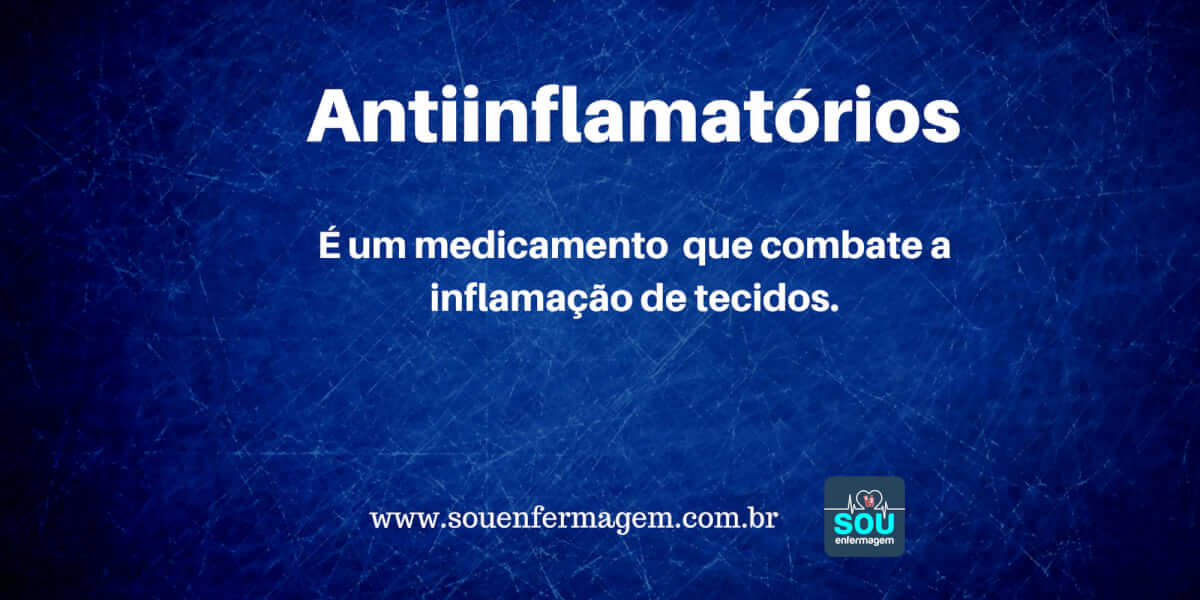 Antiinflamatórios
É um medicamento que combate a
inflamação de tecidos.
www.souenfermagem.com.br
SOU
enfermagem